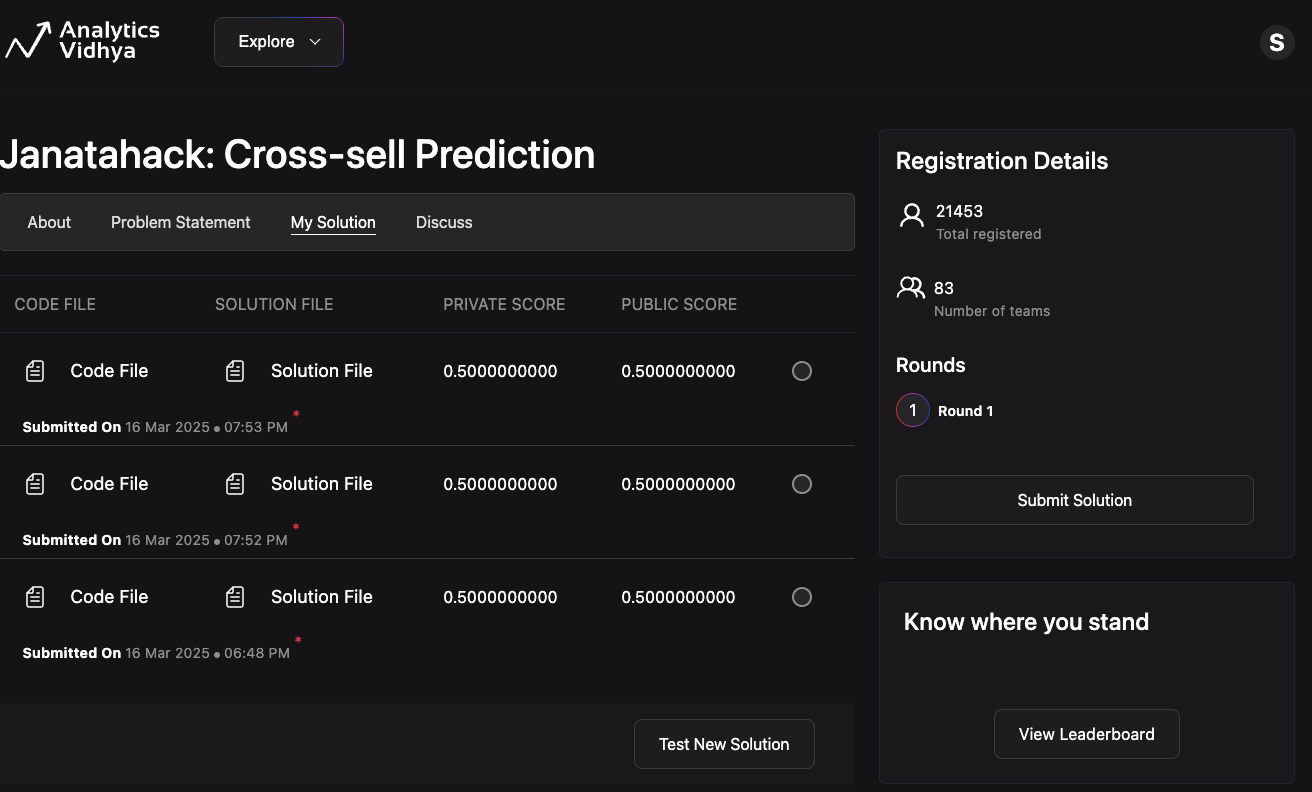 Analytics
Vidhya
Explore
S
Janatahack: Cross-sell Prediction
About Problem Statement My Solution Discuss
CODE FILE SOLUTION FILE PRIVATE SCORE PUBLIC SCORE
Code File Solution File 0.5000000000 0.5000000000
Submitted On 16 Mar 2025 ● 07:53 PM *
Code File Solution File 0.5000000000 0.5000000000
Submitted On 16 Mar 2025 ● 07:52 PM *
Code File Solution File 0.5000000000 0.5000000000
Submitted On 16 Mar 2025 ● 06:48 PM *
Test New Solution
Registration Details
21453
Total registered
83
Number of teams
Rounds
1 Round 1
Submit Solution
Know where you stand
View Leaderboard